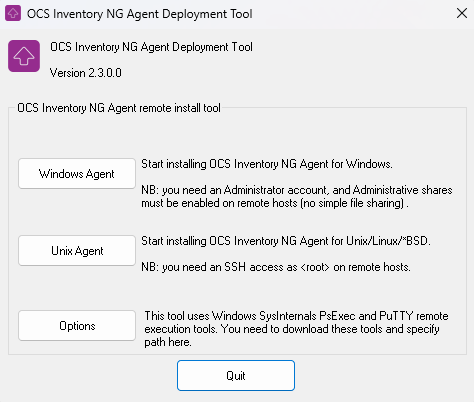 OCS Inventory NG Agent Deployment Tool
OCS Inventory NG Agent Deployment Tool
Version 2.3.0.0
OCS Inventory NG Agent remote install tool
Windows Agent
Start installing OCS Inventory NG Agent for Windows.
NB: you need an Administrator account, and Administrative shares
must be enabled on remote hosts (no simple file sharing) .
Unix Agent
Start installing OCS Inventory NG Agent for Unix/Linux/*BSD.
NB: you need an SSH access as <root> on remote hosts.
Options
This tool uses Windows SysInternals PsExec and PuTTY remote
execution tools. You need to download these tools and specify
path here.
Quit